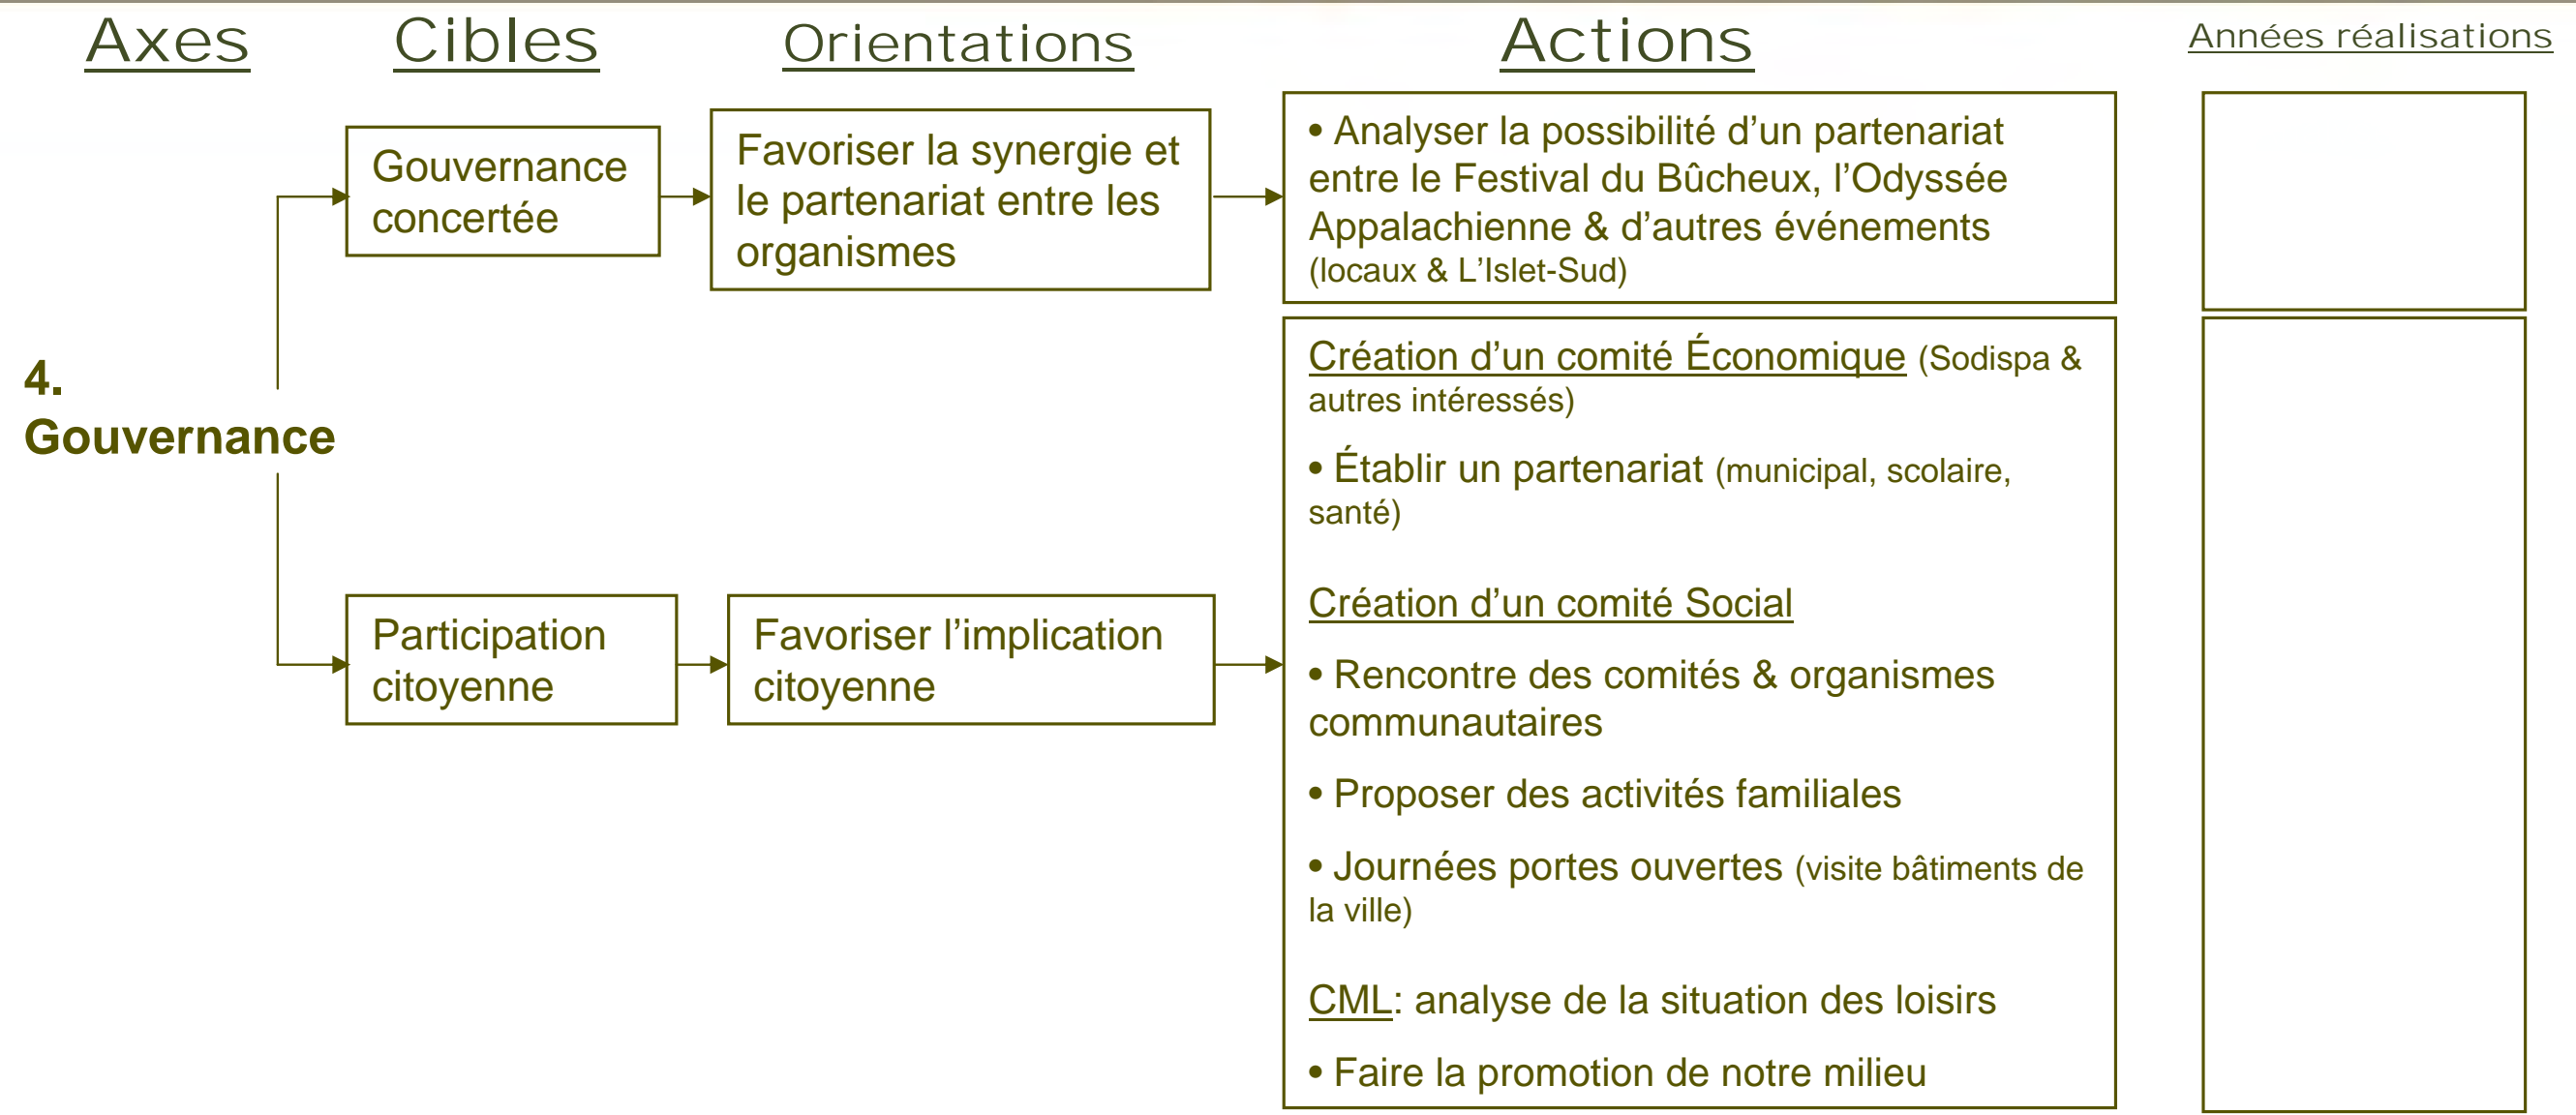 Axes
Cibles
Orientations
Actions
Années réalisations
4.
Gouvernance
Gouvernance
concertée
Favoriser la synergie et
le partenariat entre les
organismes
• Analyser la possibilité d’un partenariat
entre le Festival du Bûcheux, l’Odyssée
Appalachienne & d’autres événements
(locaux & L’Islet-Sud)
Participation
citoyenne
Favoriser l’implication
citoyenne
Création d’un comité Économique (Sodispa &
autres intéressés)
• Établir un partenariat (municipal, scolaire,
santé)
Création d’un comité Social
• Rencontre des comités & organismes
communautaires
• Proposer des activités familiales
• Journées portes ouvertes (visite bâtiments de
la ville)
CML: analyse de la situation des loisirs
• Faire la promotion de notre milieu